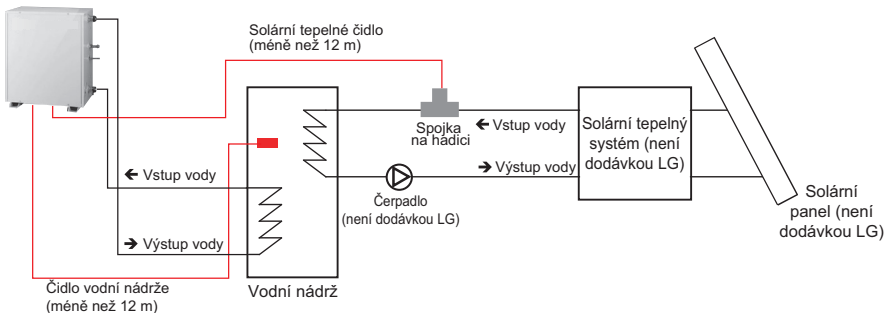 Solární tepelné čidlo
(méně než 12 m)
Spojka
na hadici
← Vstup vody
Solární tepelný
systém (není
dodávkou LG)
← Vstup vody
→ Výstup vody
Čerpadlo
(není dodávkou LG)
Solární
panel (není
dodávkou LG)
→ Výstup vody
Čidlo vodní nádrže
(méně než 12 m)
Vodní nádrž